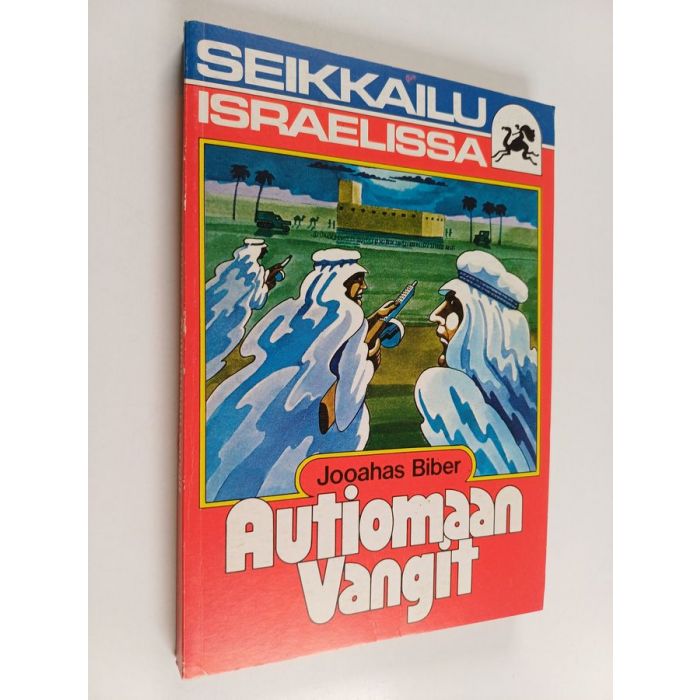 SEIKKAILU
ISRAELISSA
Jooahas Biber
Autiomaan
Vangit